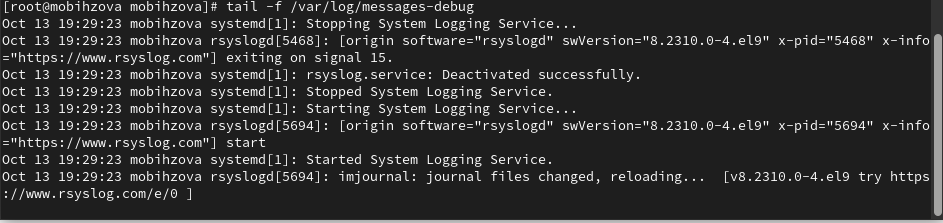 [root@mobihzova mobihzova]# tail -f /var/log/messages-debug
Oct 13 19:29:23 mobihzova systemd[1]: Stopping System Logging Service...
Oct 13 19:29:23 mobihzova rsyslogd[5468]: [origin software="rsyslogd" swVersion="8.2310.0-4.el9" x-pid="5468" x-info
="https://www.rsyslog.com"] exiting on signal 15.
Oct 13 19:29:23 mobihzova systemd[1]: rsyslog.service: Deactivated successfully.
Oct 13 19:29:23 mobihzova systemd[1]: Stopped System Logging Service.
Oct 13 19:29:23 mobihzova systemd[1]: Starting System Logging Service...
Oct 13 19:29:23 mobihzova rsyslogd[5694]: [origin software="rsyslogd" swVersion="8.2310.0-4.el9" x-pid="5694" x-info
="https://www.rsyslog.com"] start
Oct 13 19:29:23 mobihzova systemd[1]: Started System Logging Service.
Oct 13 19:29:23 mobihzova rsyslogd[5694]: imjournal: journal files changed, reloading...  [v8.2310.0-4.el9 try https
://www.rsyslog.com/e/0 ]